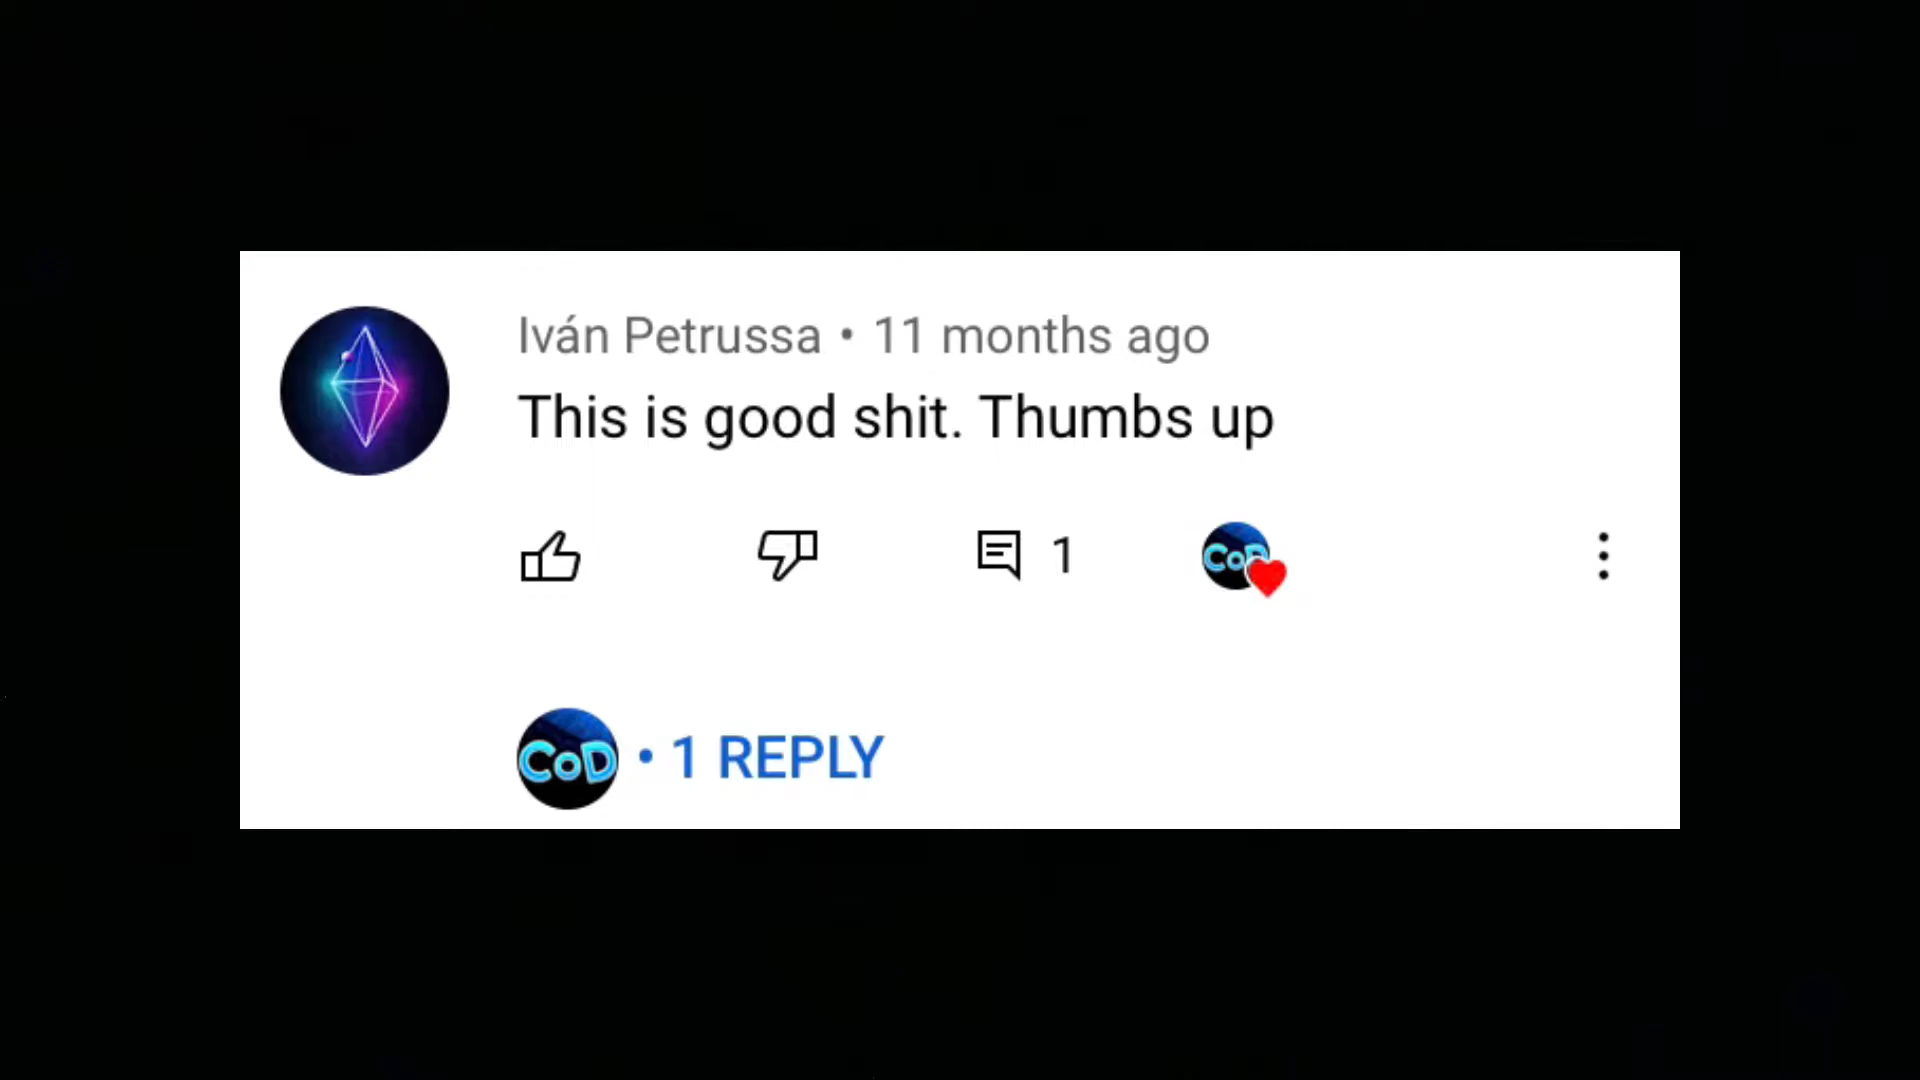 Iván Petrussa • 11 months ago
This is good shit. Thumbs up
1
CoD
CoD • 1 REPLY